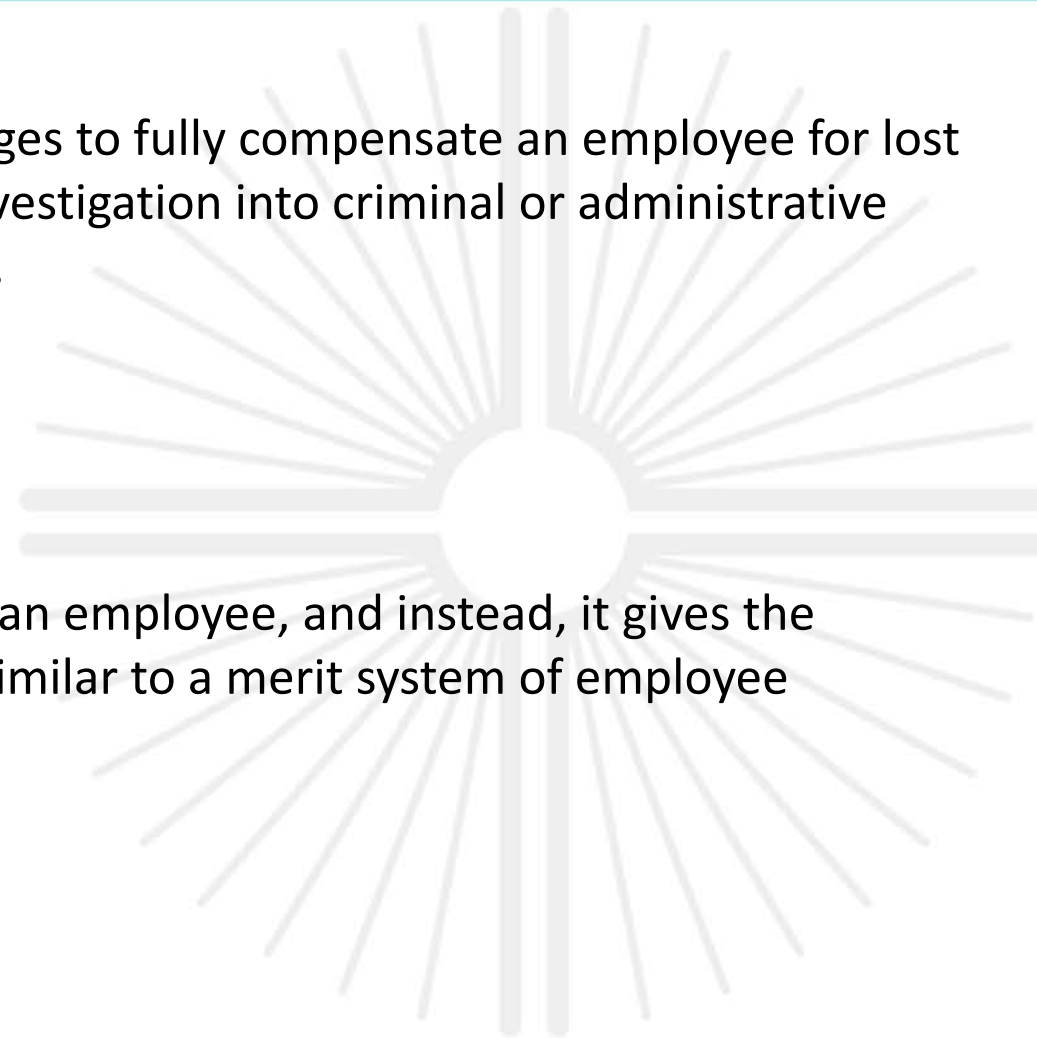 ges to fully compensate an employee for lost
vestigation into criminal or administrative
an employee, and instead, it gives the
imilar to a merit system of employee